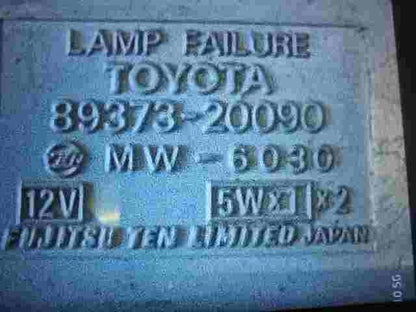 LAMP FAILURE
TOYOTA
89373-20090
MW-6030
12V 5W×1 ×2
FUJITSU TEN LIMITED JAPAN